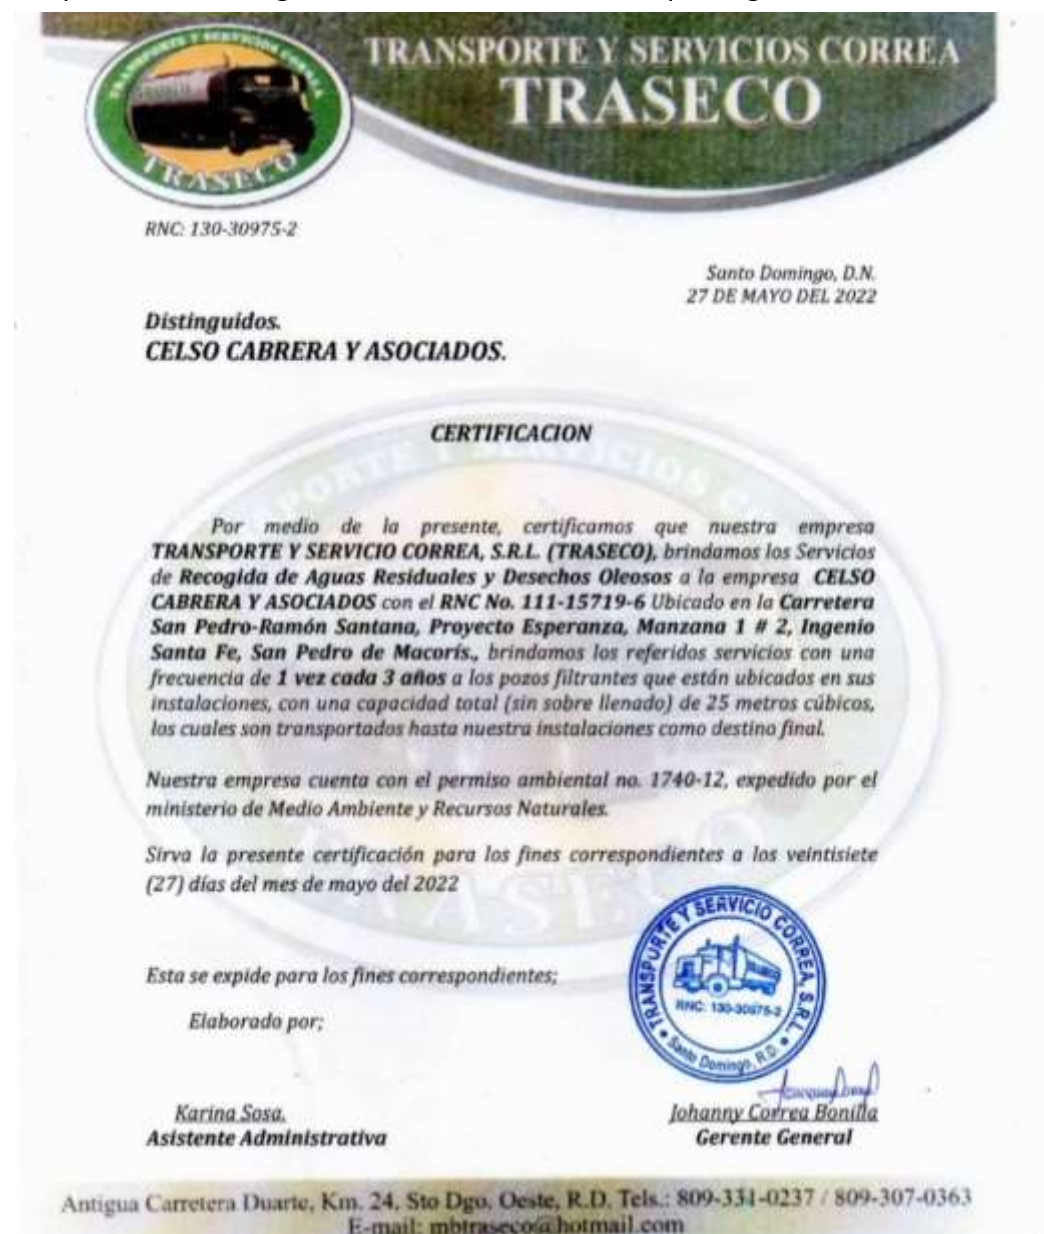 TRANSPORTE Y SERVICIOS CORREA
TRASECO
TRANSPORTE Y SERVICIOS CORREA
TRASECO
RNC: 130-30975-2
Santo Domingo, D.N.
27 DE MAYO DEL 2022
Distinguidos.
CELSO CABRERA Y ASOCIADOS.
CERTIFICACION
Por medio de la presente, certificamos que nuestra empresa
TRANSPORTE Y SERVICIO CORREA, S.R.L. (TRASECO), brindamos los Servicios
de Recogida de Aguas Residuales y Desechos Oleosos a la empresa CELSO
CABRERA Y ASOCIADOS con el RNC No. 111-15719-6 Ubicado en la Carretera
San Pedro-Ramón Santana, Proyecto Esperanza, Manzana 1 # 2, Ingenio
Santa Fe, San Pedro de Macorís., brindamos los referidos servicios con una
frecuencia de 1 vez cada 3 años a los pozos filtrantes que están ubicados en sus
instalaciones, con una capacidad total (sin sobre llenado) de 25 metros cúbicos,
los cuales son transportados hasta nuestra instalaciones como destino final.
Nuestra empresa cuenta con el permiso ambiental no. 1740-12, expedido por el
ministerio de Medio Ambiente y Recursos Naturales.
Sirva la presente certificación para los fines correspondientes a los veintisiete
(27) días del mes de mayo del 2022
TRANSPORTE Y SERVICIO CORREA, S.R.L.
RNC: 130-30975-2
Santo Domingo, R.D.
Esta se expide para los fines correspondientes;
Elaborado por;
Karina Sosa.
Asistente Administrativa
Johanny Correa Bonilla
Gerente General
Antigua Carretera Duarte, Km. 24, Sto Dgo. Oeste, R.D. Tels.: 809-331-0237 / 809-307-0363
E-mail: mbtraseco@hotmail.com